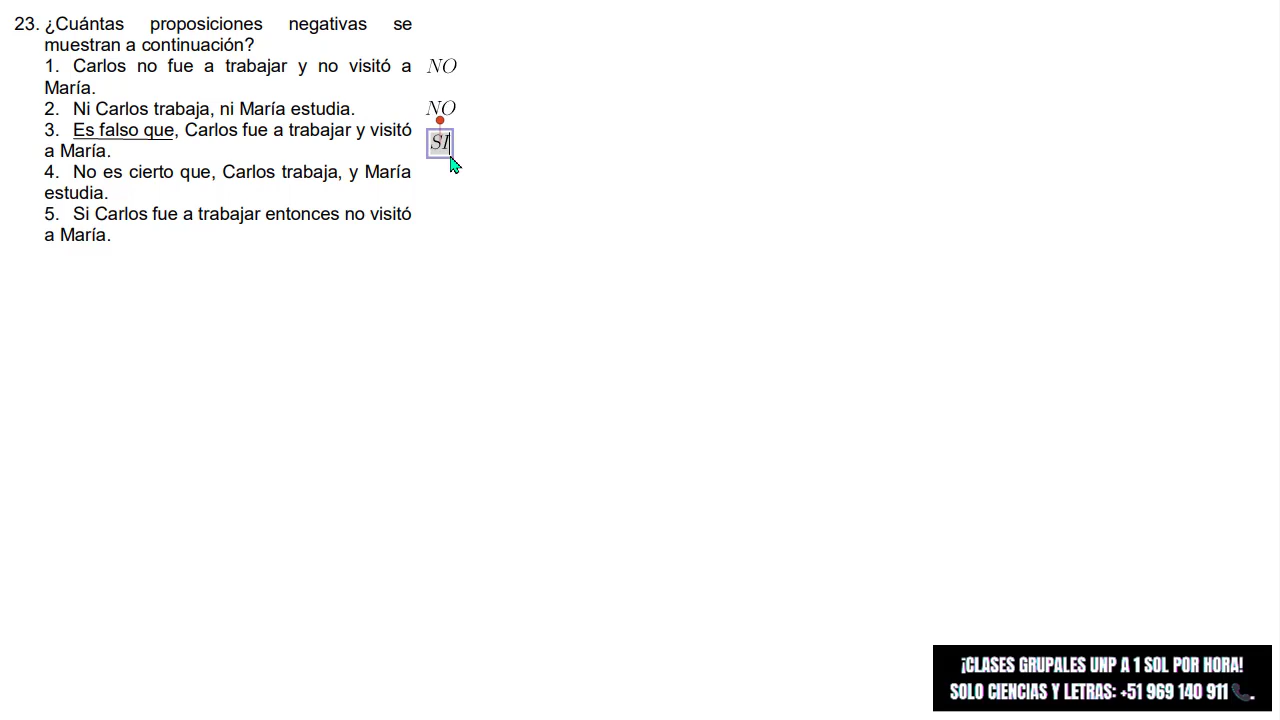 23. ¿Cuántas proposiciones negativas se
muestran a continuación?
1. Carlos no fue a trabajar y no visitó a NO
María.
2. Ni Carlos trabaja, ni María estudia. NO
3. Es falso que, Carlos fue a trabajar y visitó SI
a María.
4. No es cierto que, Carlos trabaja, y María
estudia.
5. Si Carlos fue a trabajar entonces no visitó
a María.
¡CLASES GRUPALES UNP A 1 SOL POR HORA!
SOLO CIENCIAS Y LETRAS: +51 969 140 911 📞.